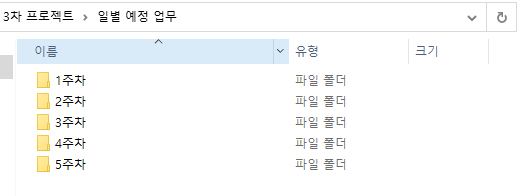 3차 프로젝트 > 일별 예정 업무
이름 유형 크기
1주차 파일 폴더
2주차 파일 폴더
3주차 파일 폴더
4주차 파일 폴더
5주차 파일 폴더